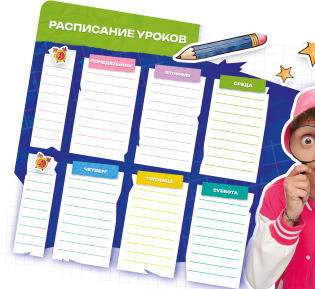 РАСПИСАНИЕ УРОКОВ
ПОНЕДЕЛЬНИК
ВТОРНИК
СРЕДА
ЧЕТВЕРГ
ПЯТНИЦА
СУББОТА